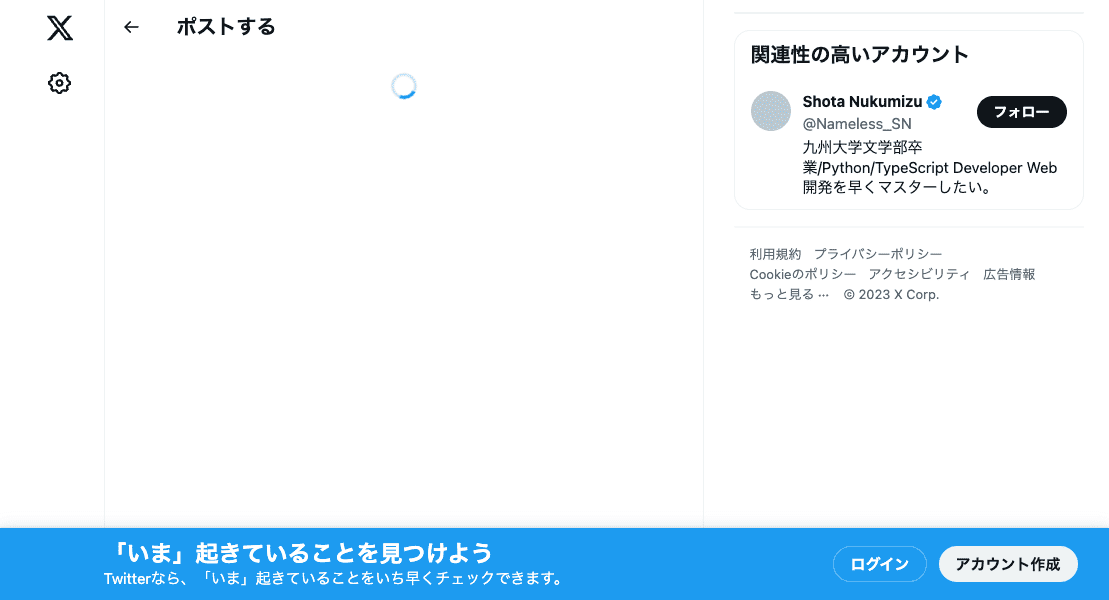 ポストする
関連性の高いアカウント
Shota Nukumizu
@Nameless_SN
フォロー
九州大学文学部卒
業/Python/TypeScript Developer Web
開発を早くマスターしたい。
利用規約 プライバシーポリシー
Cookieのポリシー アクセシビリティ 広告情報
もっと見る … © 2023 X Corp.
「いま」起きていることを見つけよう
Twitterなら、「いま」起きていることをいち早くチェックできます。
ログイン
アカウント作成